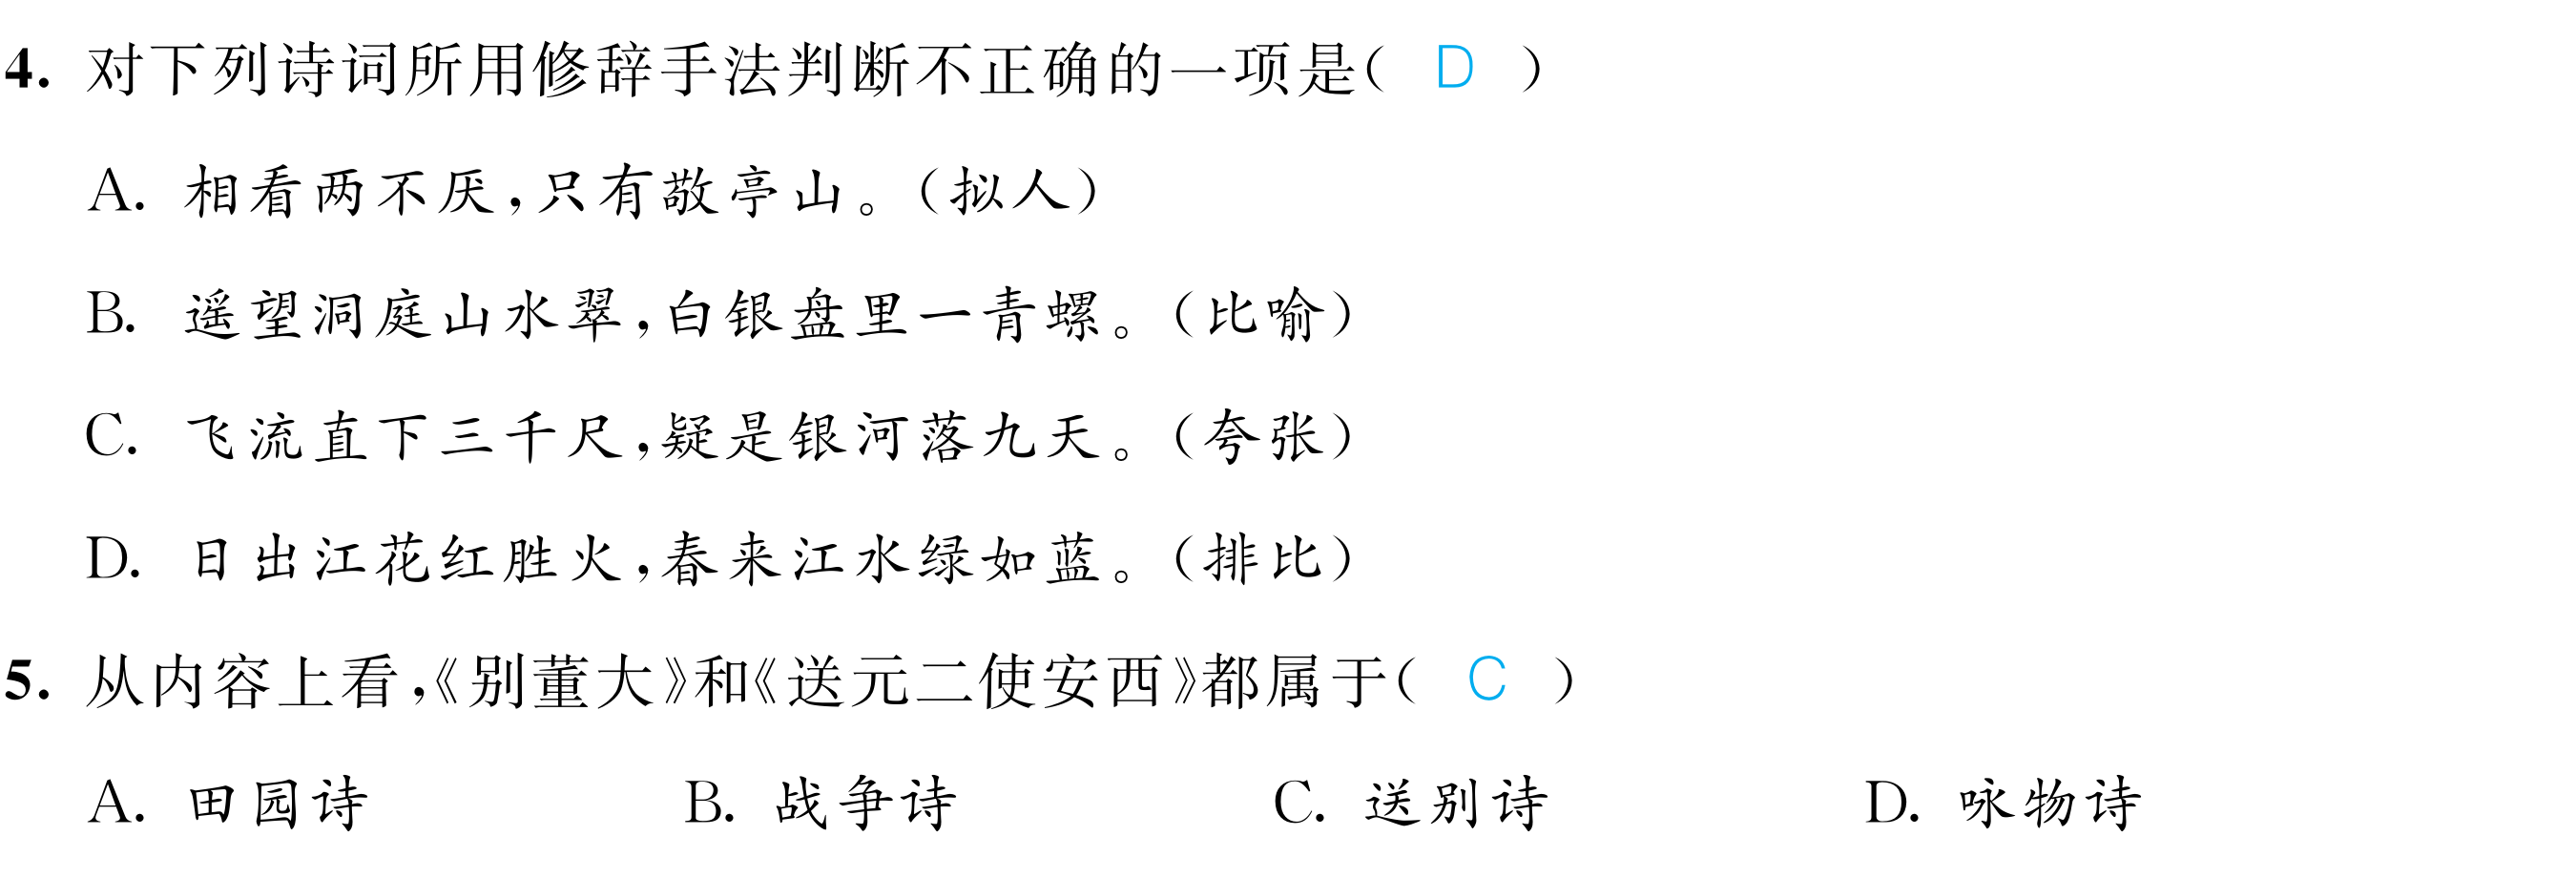 4. 对下列诗词所用修辞手法判断不正确的一项是( D )
A. 相看两不厌,只有敬亭山。(拟人)
B. 遥望洞庭山水翠,白银盘里一青螺。(比喻)
C. 飞流直下三千尺,疑是银河落九天。(夸张)
D. 日出江花红胜火,春来江水绿如蓝。(排比)
5. 从内容上看,《别董大》和《送元二使安西》都属于( C )
A. 田园诗 B. 战争诗 C. 送别诗 D. 咏物诗